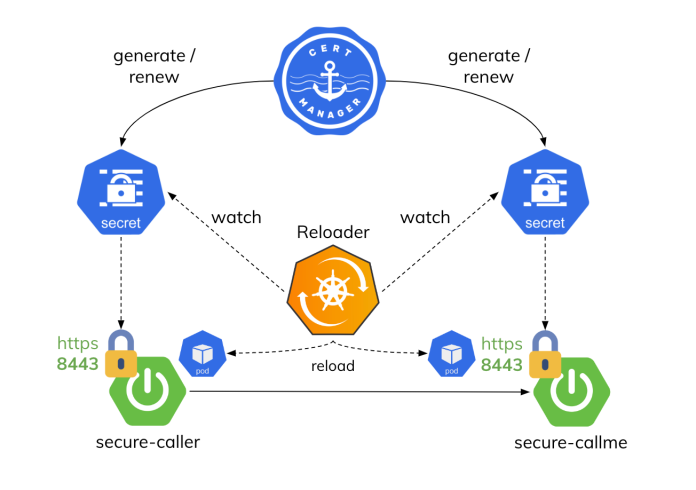 CERT
MANAGER
generate /
renew
generate /
renew
secret
secret
watch
watch
Reloader
https
8443
pod
reload
pod
https
8443
secure-caller
secure-callme